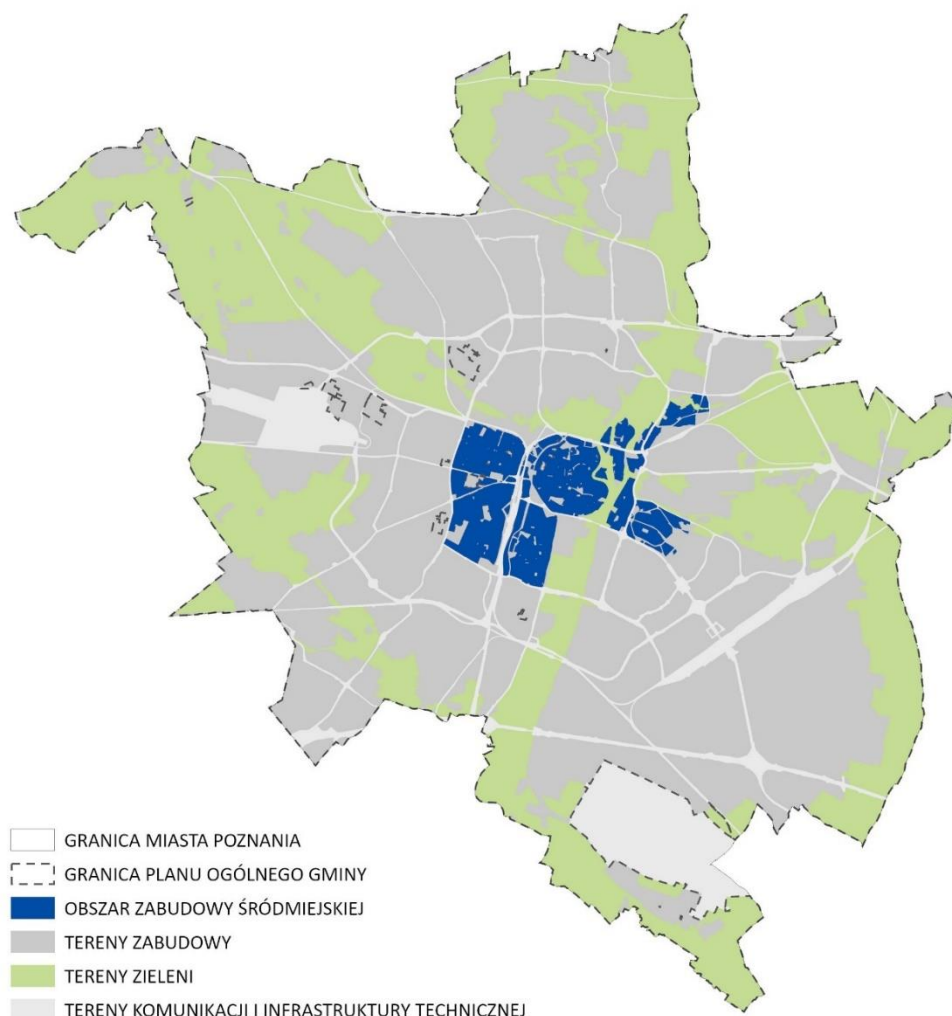 GRANICA MIASTA POZNANIA
GRANICA PLANU OGÓLNEGO GMINY
OBSZAR ZABUDOWY ŚRÓDMIEJSKIEJ
TERENY ZABUDOWY
TERENY ZIELENI
TERENY KOMUNIKACJI I INFRASTRUKTURY TECHNICZNEJ